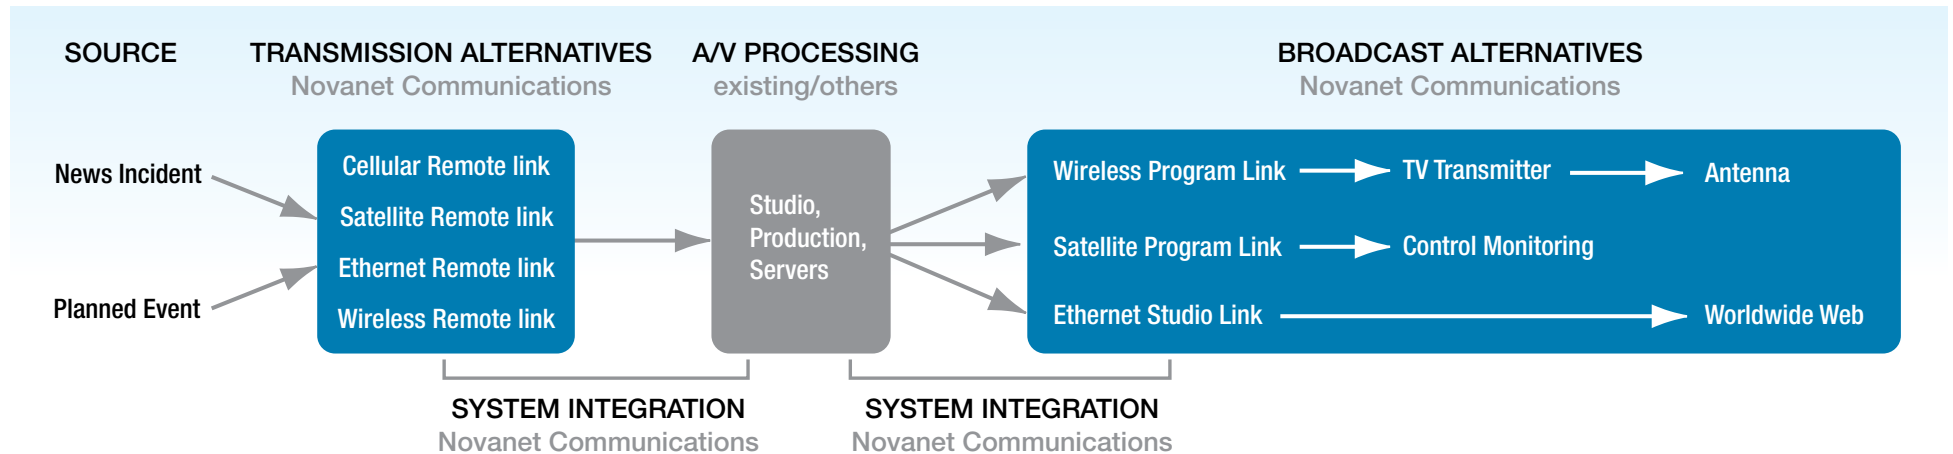 SOURCE
TRANSMISSION ALTERNATIVES
Novanet Communications
A/V PROCESSING
existing/others
BROADCAST ALTERNATIVES
Novanet Communications
News Incident
Planned Event
Cellular Remote link
Satellite Remote link
Ethernet Remote link
Wireless Remote link
Studio,
Production,
Servers
Wireless Program Link
TV Transmitter
Antenna
Satellite Program Link
Control Monitoring
Ethernet Studio Link
Worldwide Web
SYSTEM INTEGRATION
Novanet Communications
SYSTEM INTEGRATION
Novanet Communications